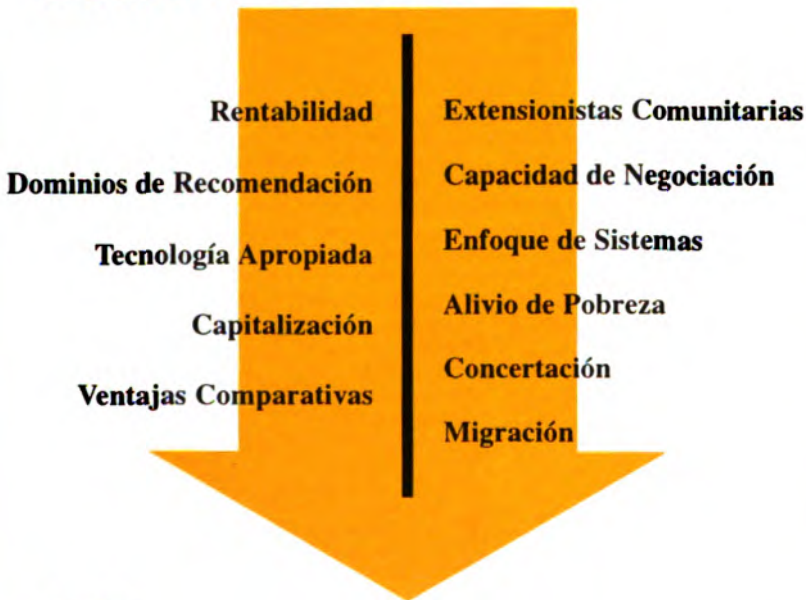 Rentabilidad
Dominios de Recomendación
Tecnología Apropiada
Capitalización
Ventajas Comparativas
Extensionistas Comunitarias
Capacidad de Negociación
Enfoque de Sistemas
Alivio de Pobreza
Concertación
Migración